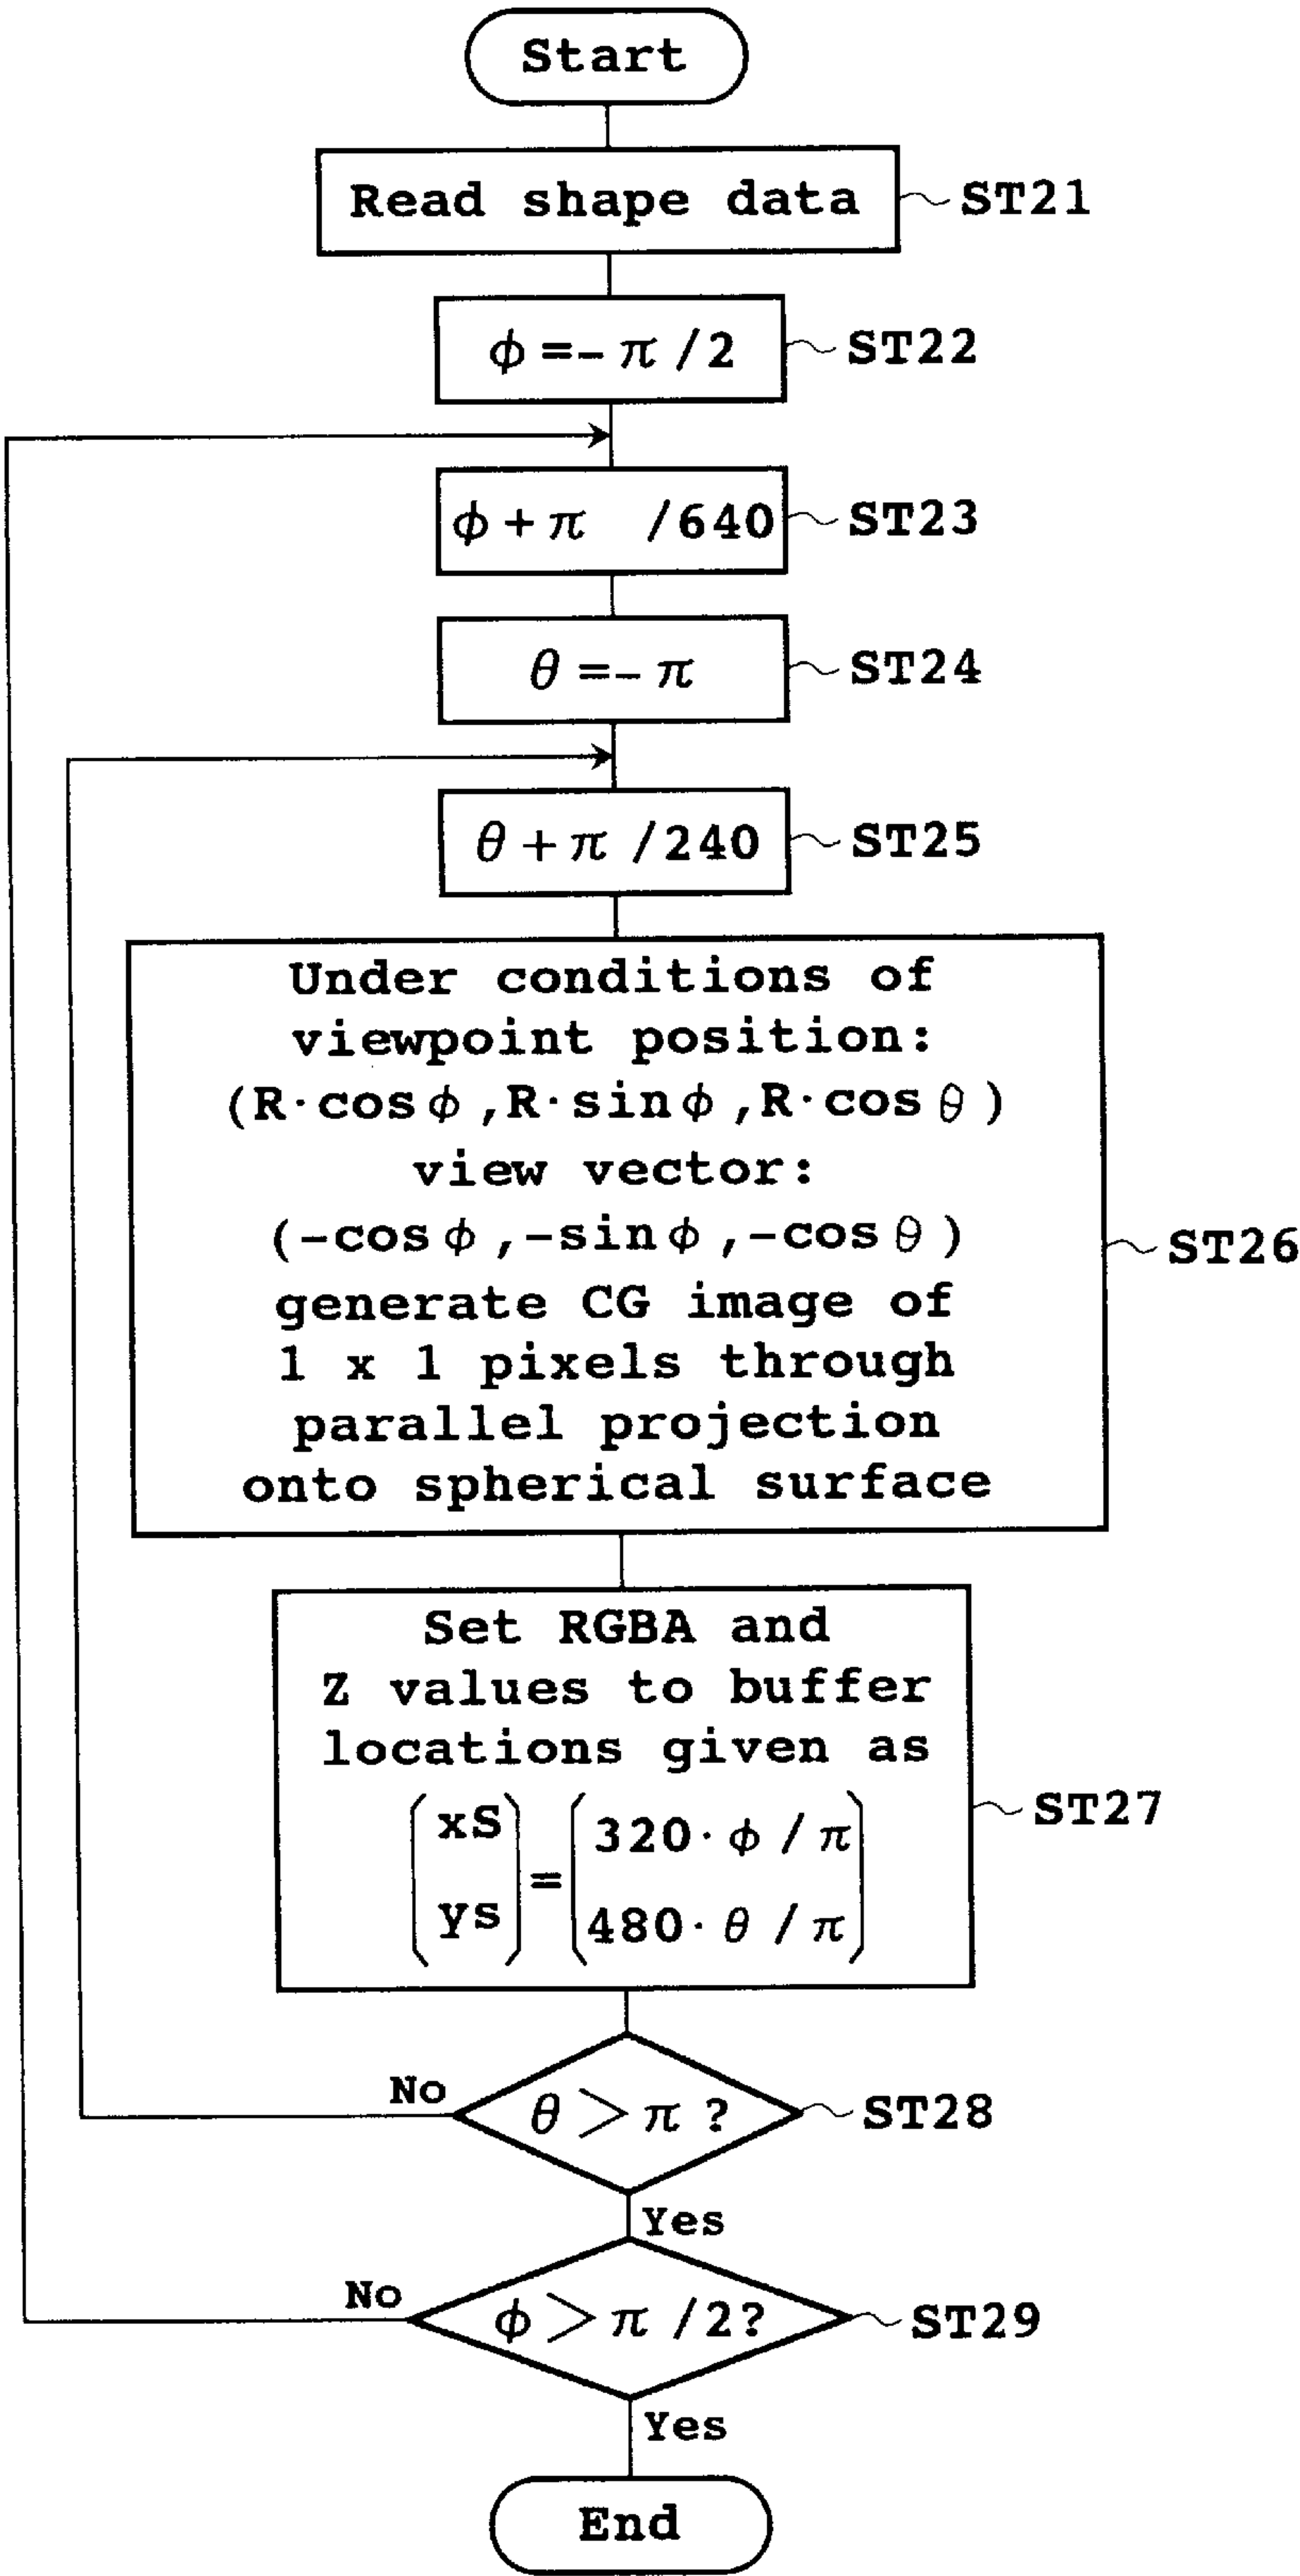 Start
Read shape data
ST21
ϕ=-π/2
ST22
ϕ+π /640
ST23
θ=-π
ST24
θ+π/240
ST25
Under conditions of
viewpoint position:
(R·cosϕ,R·sinϕ,R·cosθ)
view vector:
(-cosϕ,-sinϕ,-cosθ)
generate CG image of
1 x 1 pixels through
parallel projection
onto spherical surface
ST26
Set RGBA and
Z values to buffer
locations given as
(xS ys) = (320·ϕ/π 480·θ/π)
ST27
No
θ>π?
ST28
Yes
No
ϕ>π/2?
ST29
Yes
End